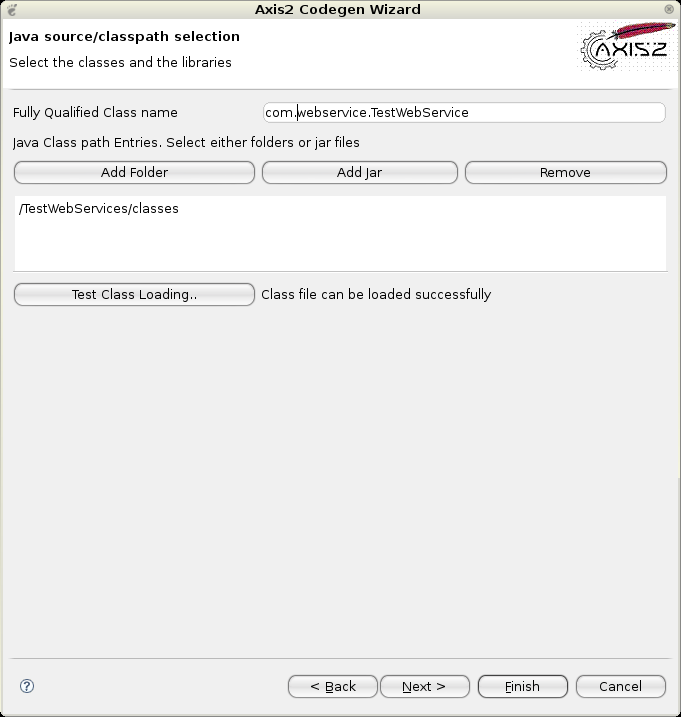 Axis2 Codegen Wizard
Java source/classpath selection
Select the classes and the libraries
AXIS2
Fully Qualified Class name com.webservice.TestWebService
Java Class path Entries. Select either folders or jar files
Add Folder Add Jar Remove
/TestWebServices/classes
Test Class Loading.. Class file can be loaded successfully
? < Back Next > Finish Cancel